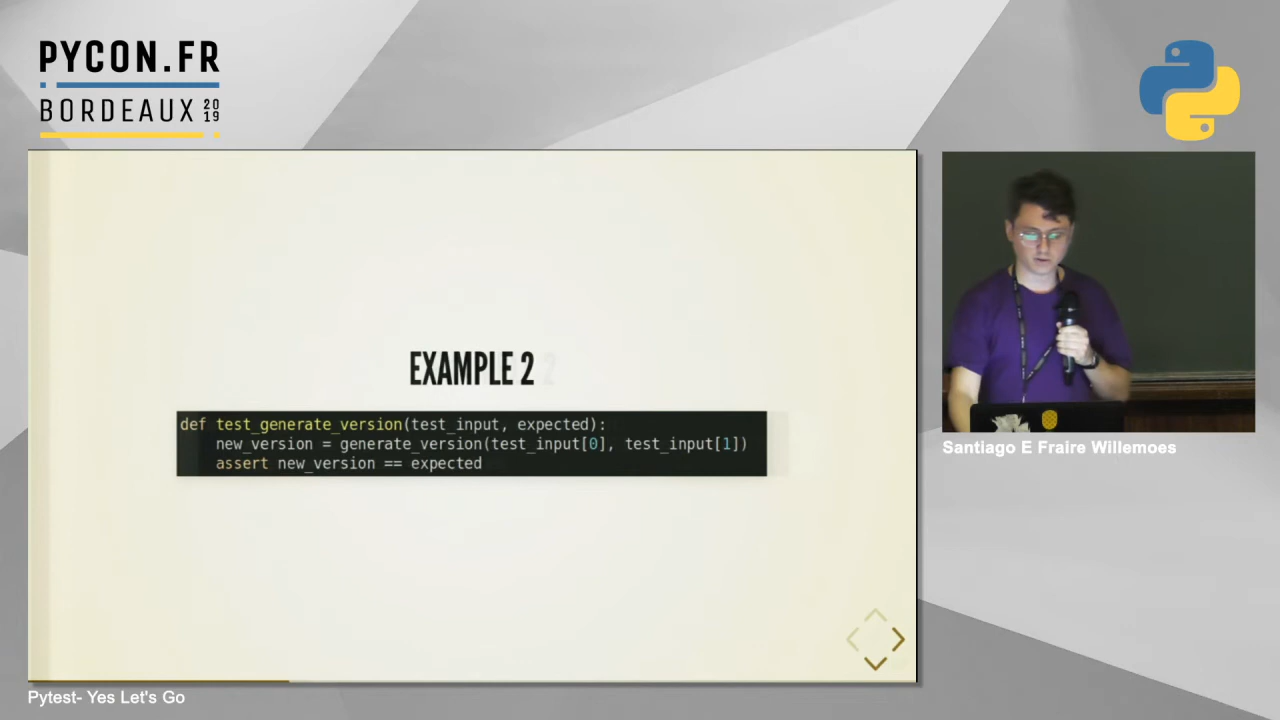 PYCON.FR
BORDEAUX 2019
EXAMPLE 2
def test_generate_version(test_input, expected):
    new_version = generate_version(test_input[0], test_input[1])
    assert new_version == expected
Santiago E Fraire Willemoes
Pytest- Yes Let's Go